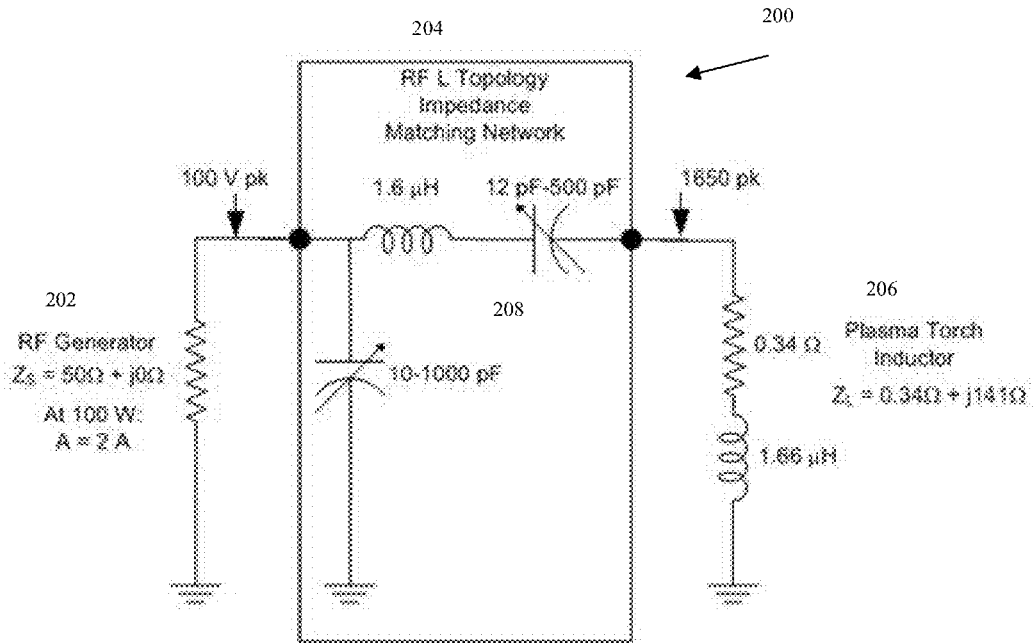 204
200
RF L Topology
Impedance
Matching Network
100 V pk
1.6 μH
12 pF-500 pF
1650 pk
202
208
206
RF Generator
Z_S = 50Ω + j0Ω
At 100 W:
A = 2 A
10-1000 pF
0.34 Ω
Plasma Torch
Inductor
Z_L = 0.34Ω + j141Ω
1.66 μH